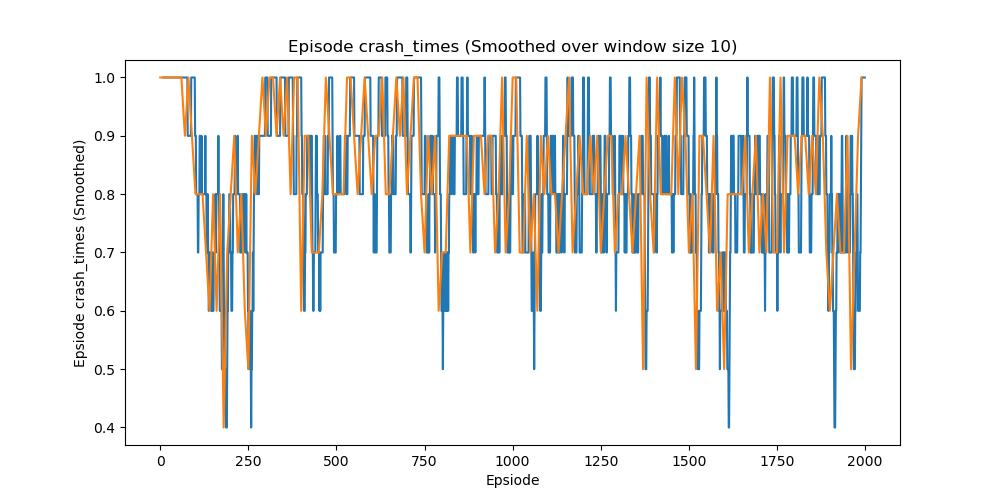 Episode crash_times (Smoothed over window size 10)
Epsiode crash_times (Smoothed)
1.0
0.9
0.8
0.7
0.6
0.5
0.4
0 250 500 750 1000 1250 1500 1750 2000
Epsiode